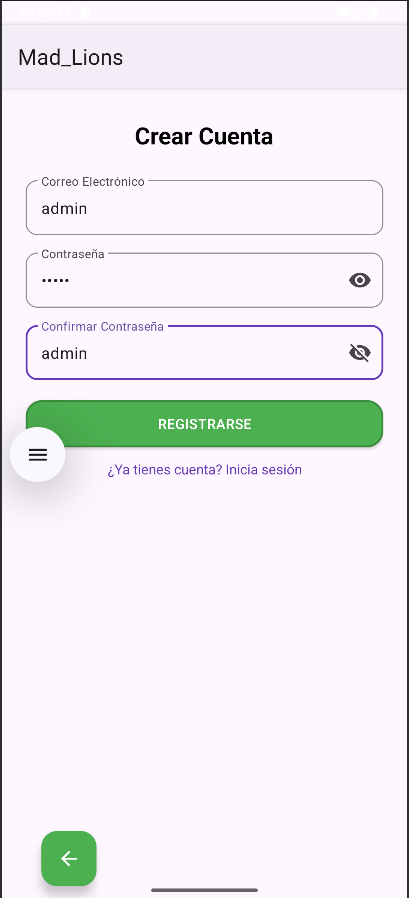 Mad_Lions
Crear Cuenta
Correo Electrónico
admin
Contraseña
•••••
Confirmar Contraseña
admin
REGISTRARSE
¿Ya tienes cuenta? Inicia sesión